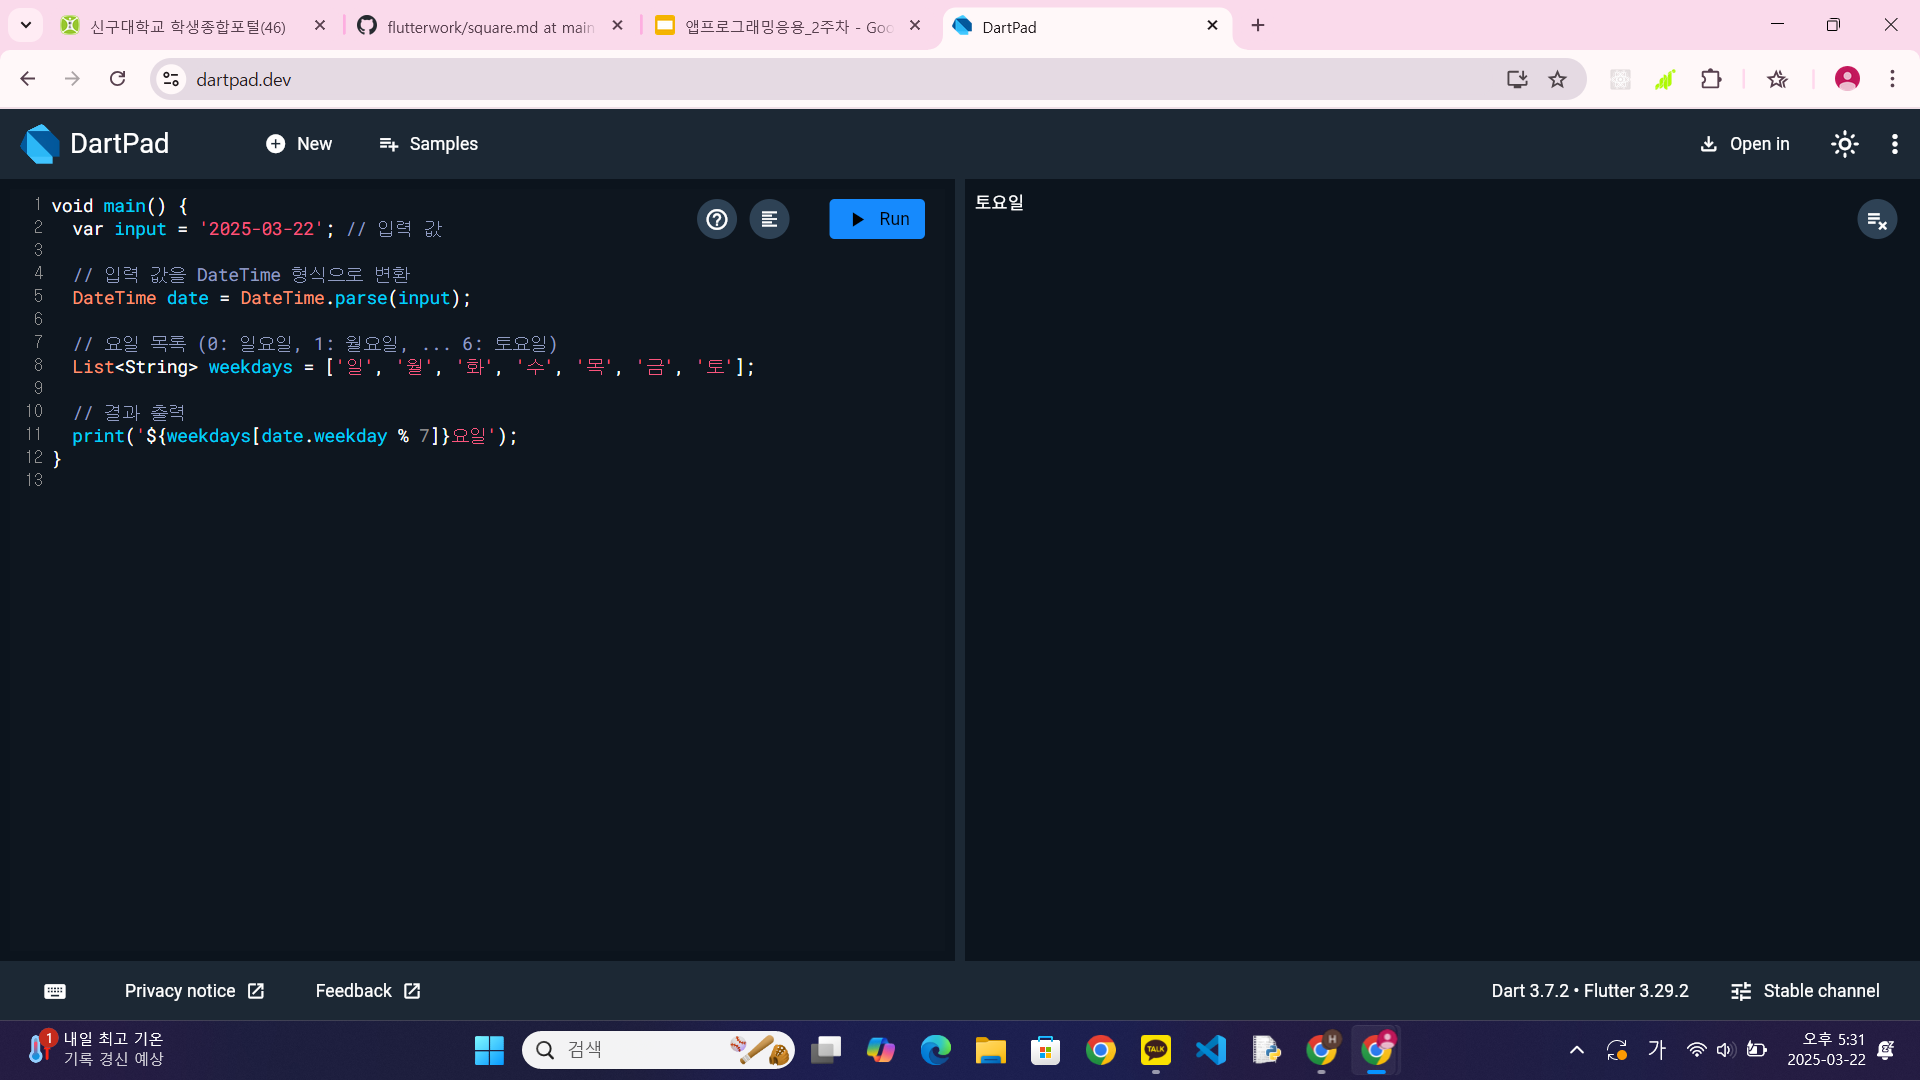 신구대학교 학생종합포털(46)
flutterwork/square.md at main
앱프로그래밍응용_2주차 - Goo
DartPad
dartpad.dev
DartPad
New
Samples
Open in
1 void main() {
2 var input = '2025-03-22'; // 입력 값
3
4 // 입력 값을 DateTime 형식으로 변환
5 DateTime date = DateTime.parse(input);
6
7 // 요일 목록 (0: 일요일, 1: 월요일, ... 6: 토요일)
8 List<String> weekdays = ['일', '월', '화', '수', '목', '금', '토'];
9
10 // 결과 출력
11 print('${weekdays[date.weekday % 7]}요일');
12 }
13
Run
토요일
Privacy notice
Feedback
Dart 3.7.2 • Flutter 3.29.2
Stable channel
1
내일 최고 기온
기록 경신 예상
검색
TALK
H
가
오후 5:31
2025-03-22